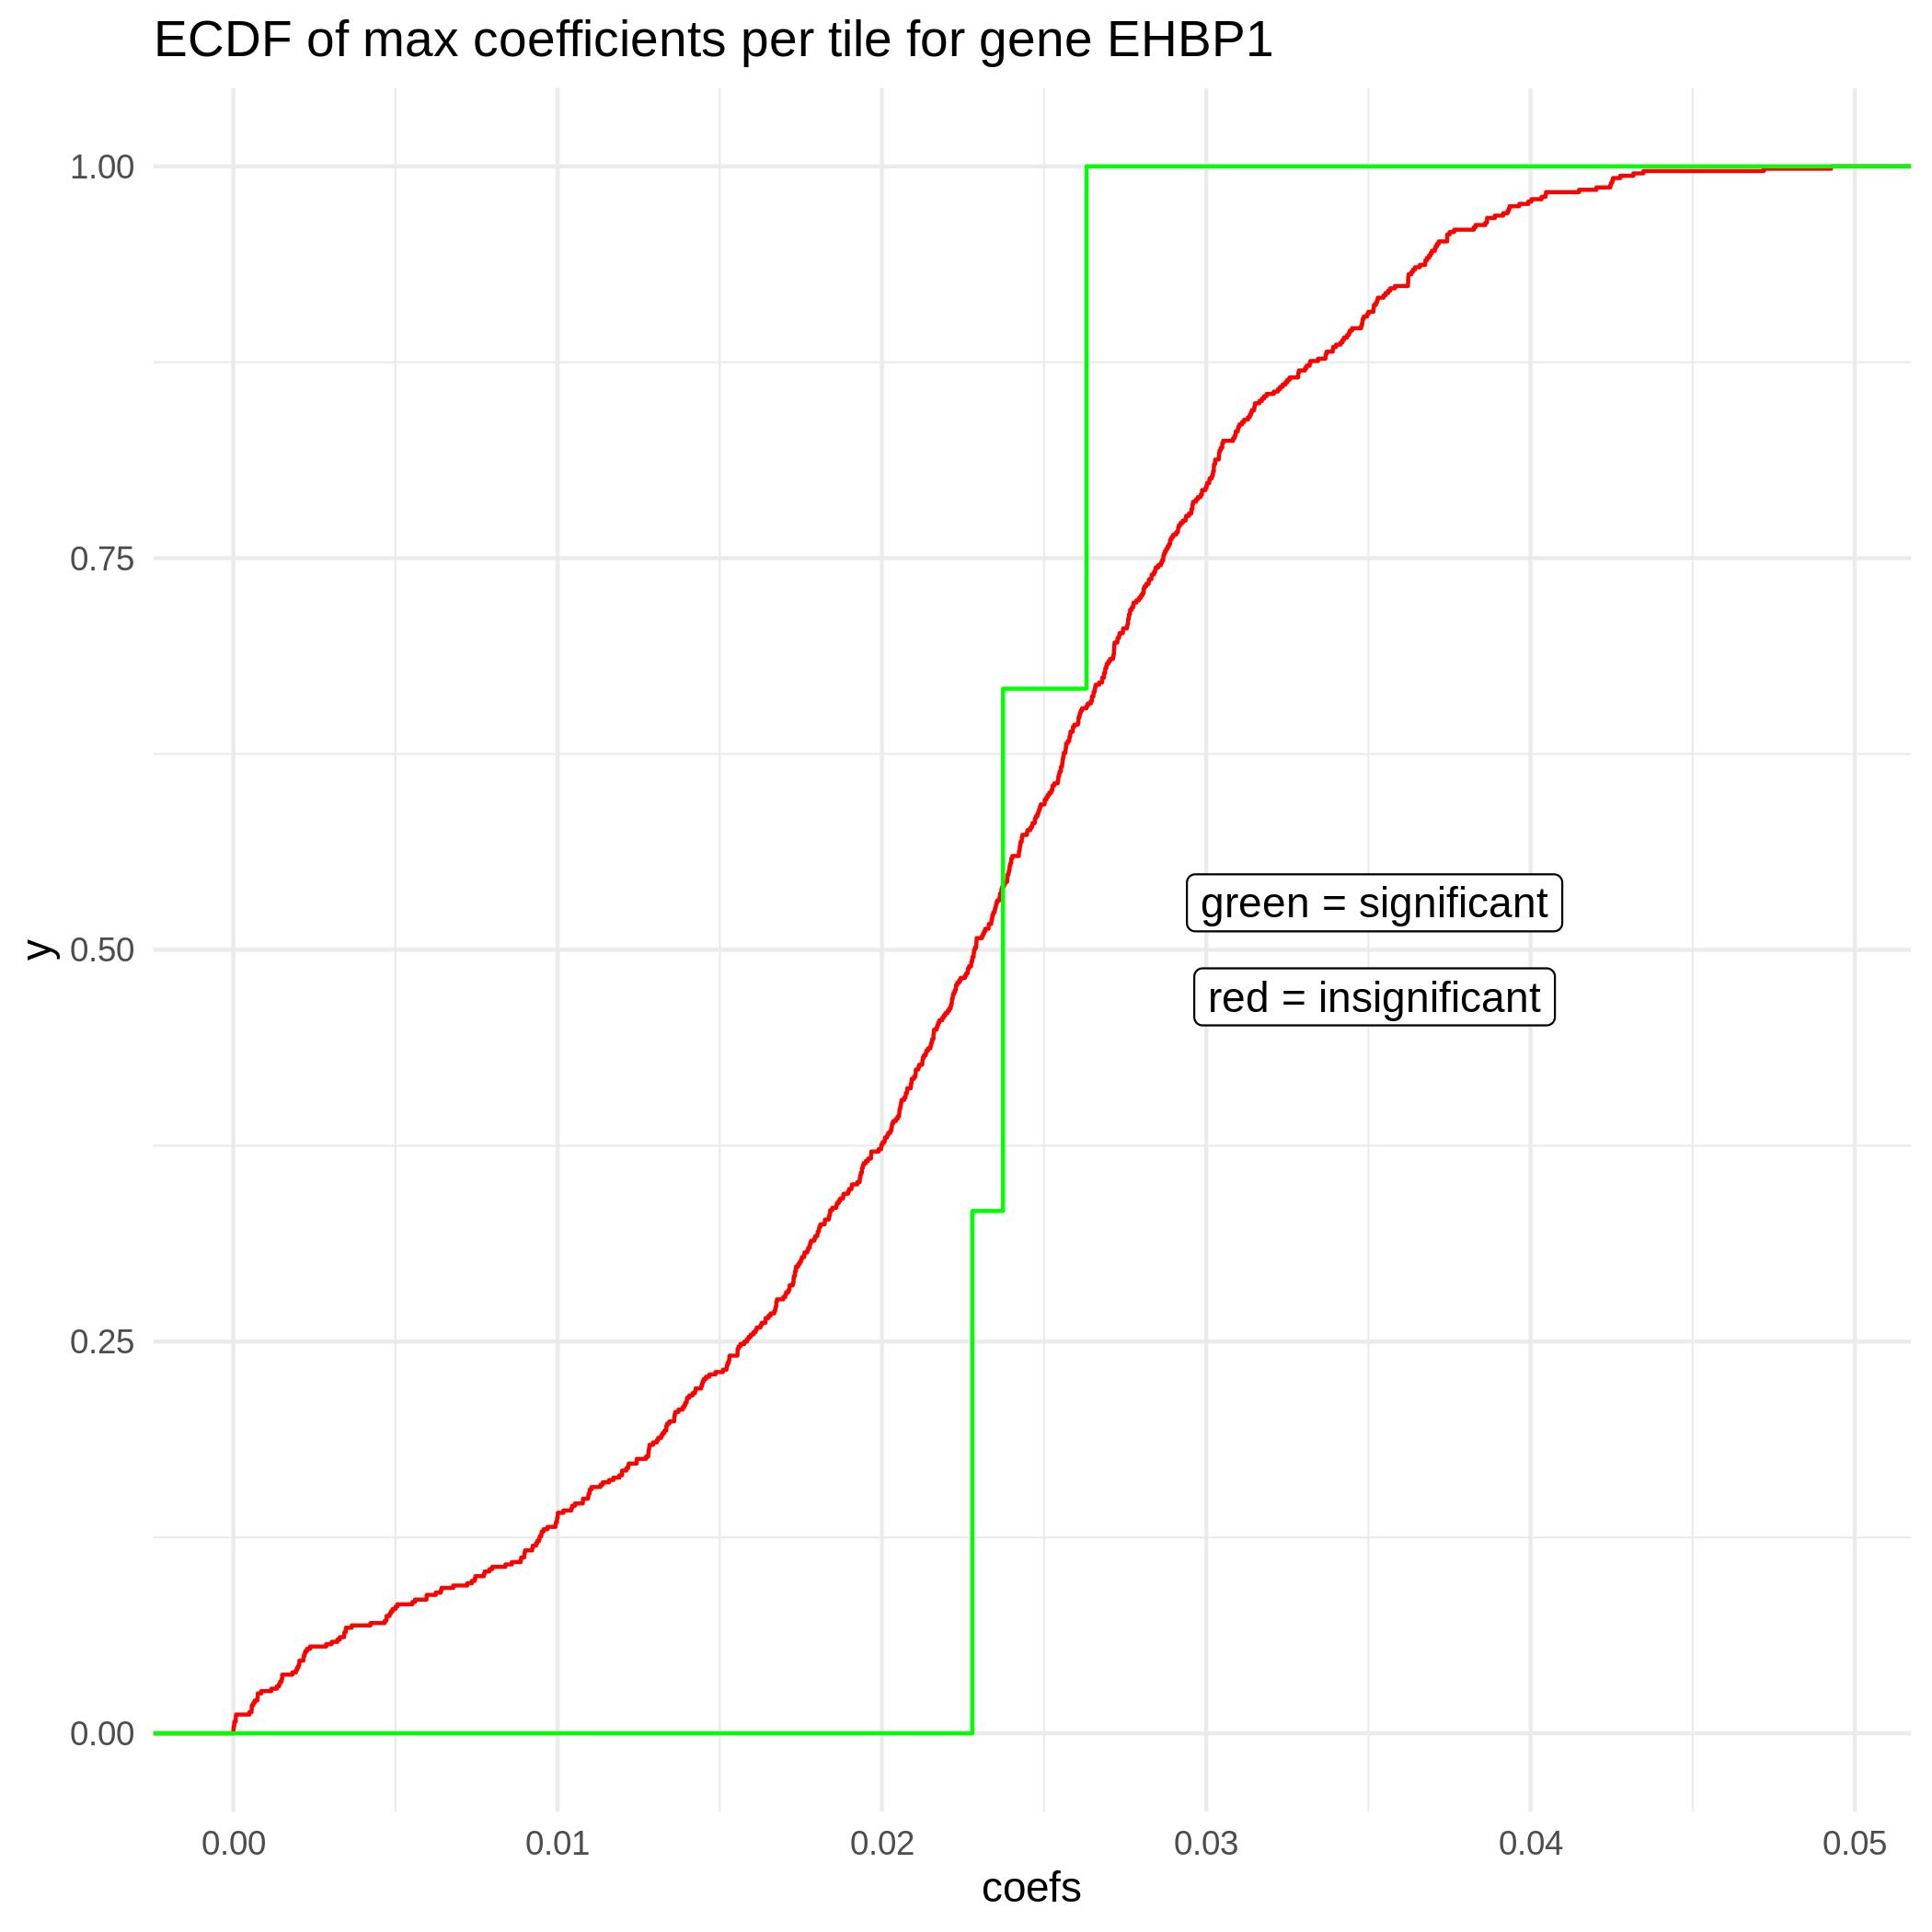 ECDF of max coefficients per tile for gene EHBP1
1.00
0.75
0.50
0.25
0.00
y
green = significant
red = insignificant
0.00 0.01 0.02 0.03 0.04 0.05
coefs